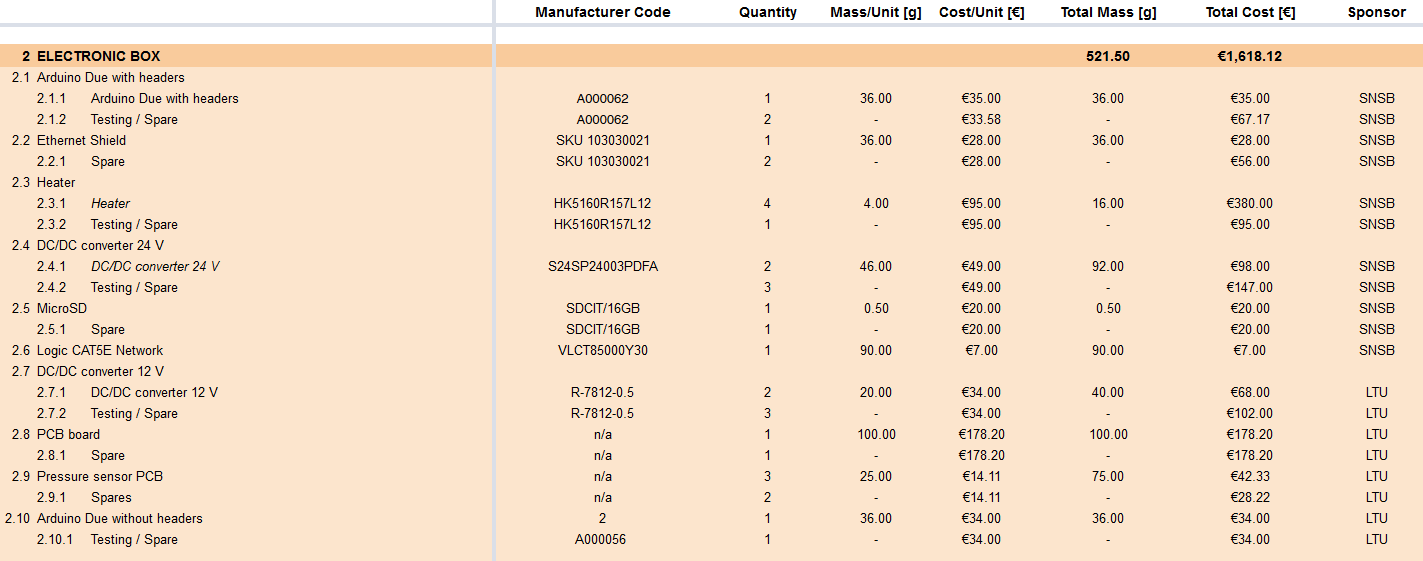 Manufacturer Code Quantity Mass/Unit [g] Cost/Unit [€] Total Mass [g] Total Cost [€] Sponsor
2 ELECTRONIC BOX 521.50 €1,618.12
2.1 Arduino Due with headers
2.1.1 Arduino Due with headers A000062 1 36.00 €35.00 36.00 €35.00 SNSB
2.1.2 Testing / Spare A000062 2 - €33.58 - €67.17 SNSB
2.2 Ethernet Shield SKU 103030021 1 36.00 €28.00 36.00 €28.00 SNSB
2.2.1 Spare SKU 103030021 2 - €28.00 - €56.00 SNSB
2.3 Heater
2.3.1 Heater HK5160R157L12 4 4.00 €95.00 16.00 €380.00 SNSB
2.3.2 Testing / Spare HK5160R157L12 1 - €95.00 - €95.00 SNSB
2.4 DC/DC converter 24 V
2.4.1 DC/DC converter 24 V S24SP24003PDFA 2 46.00 €49.00 92.00 €98.00 SNSB
2.4.2 Testing / Spare 3 - €49.00 - €147.00 SNSB
2.5 MicroSD SDCIT/16GB 1 0.50 €20.00 0.50 €20.00 SNSB
2.5.1 Spare SDCIT/16GB 1 - €20.00 - €20.00 SNSB
2.6 Logic CAT5E Network VLCT85000Y30 1 90.00 €7.00 90.00 €7.00 SNSB
2.7 DC/DC converter 12 V
2.7.1 DC/DC converter 12 V R-7812-0.5 2 20.00 €34.00 40.00 €68.00 LTU
2.7.2 Testing / Spare R-7812-0.5 3 - €34.00 - €102.00 LTU
2.8 PCB board n/a 1 100.00 €178.20 100.00 €178.20 LTU
2.8.1 Spare n/a 1 - €178.20 - €178.20 LTU
2.9 Pressure sensor PCB n/a 3 25.00 €14.11 75.00 €42.33 LTU
2.9.1 Spares n/a 2 - €14.11 - €28.22 LTU
2.10 Arduino Due without headers 2 1 36.00 €34.00 36.00 €34.00 LTU
2.10.1 Testing / Spare A000056 1 - €34.00 - €34.00 LTU